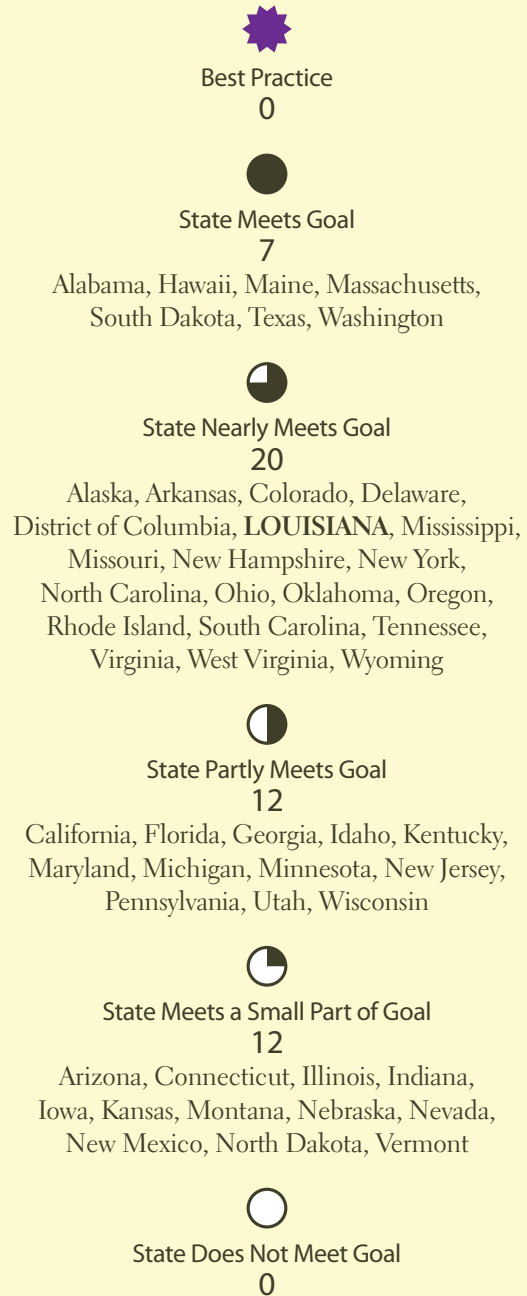 Best Practice
0
State Meets Goal
7
Alabama, Hawaii, Maine, Massachusetts,
South Dakota, Texas, Washington
State Nearly Meets Goal
20
Alaska, Arkansas, Colorado, Delaware,
District of Columbia, LOUISIANA, Mississippi,
Missouri, New Hampshire, New York,
North Carolina, Ohio, Oklahoma, Oregon,
Rhode Island, South Carolina, Tennessee,
Virginia, West Virginia, Wyoming
State Partly Meets Goal
12
California, Florida, Georgia, Idaho, Kentucky,
Maryland, Michigan, Minnesota, New Jersey,
Pennsylvania, Utah, Wisconsin
State Meets a Small Part of Goal
12
Arizona, Connecticut, Illinois, Indiana,
Iowa, Kansas, Montana, Nebraska, Nevada,
New Mexico, North Dakota, Vermont
State Does Not Meet Goal
0